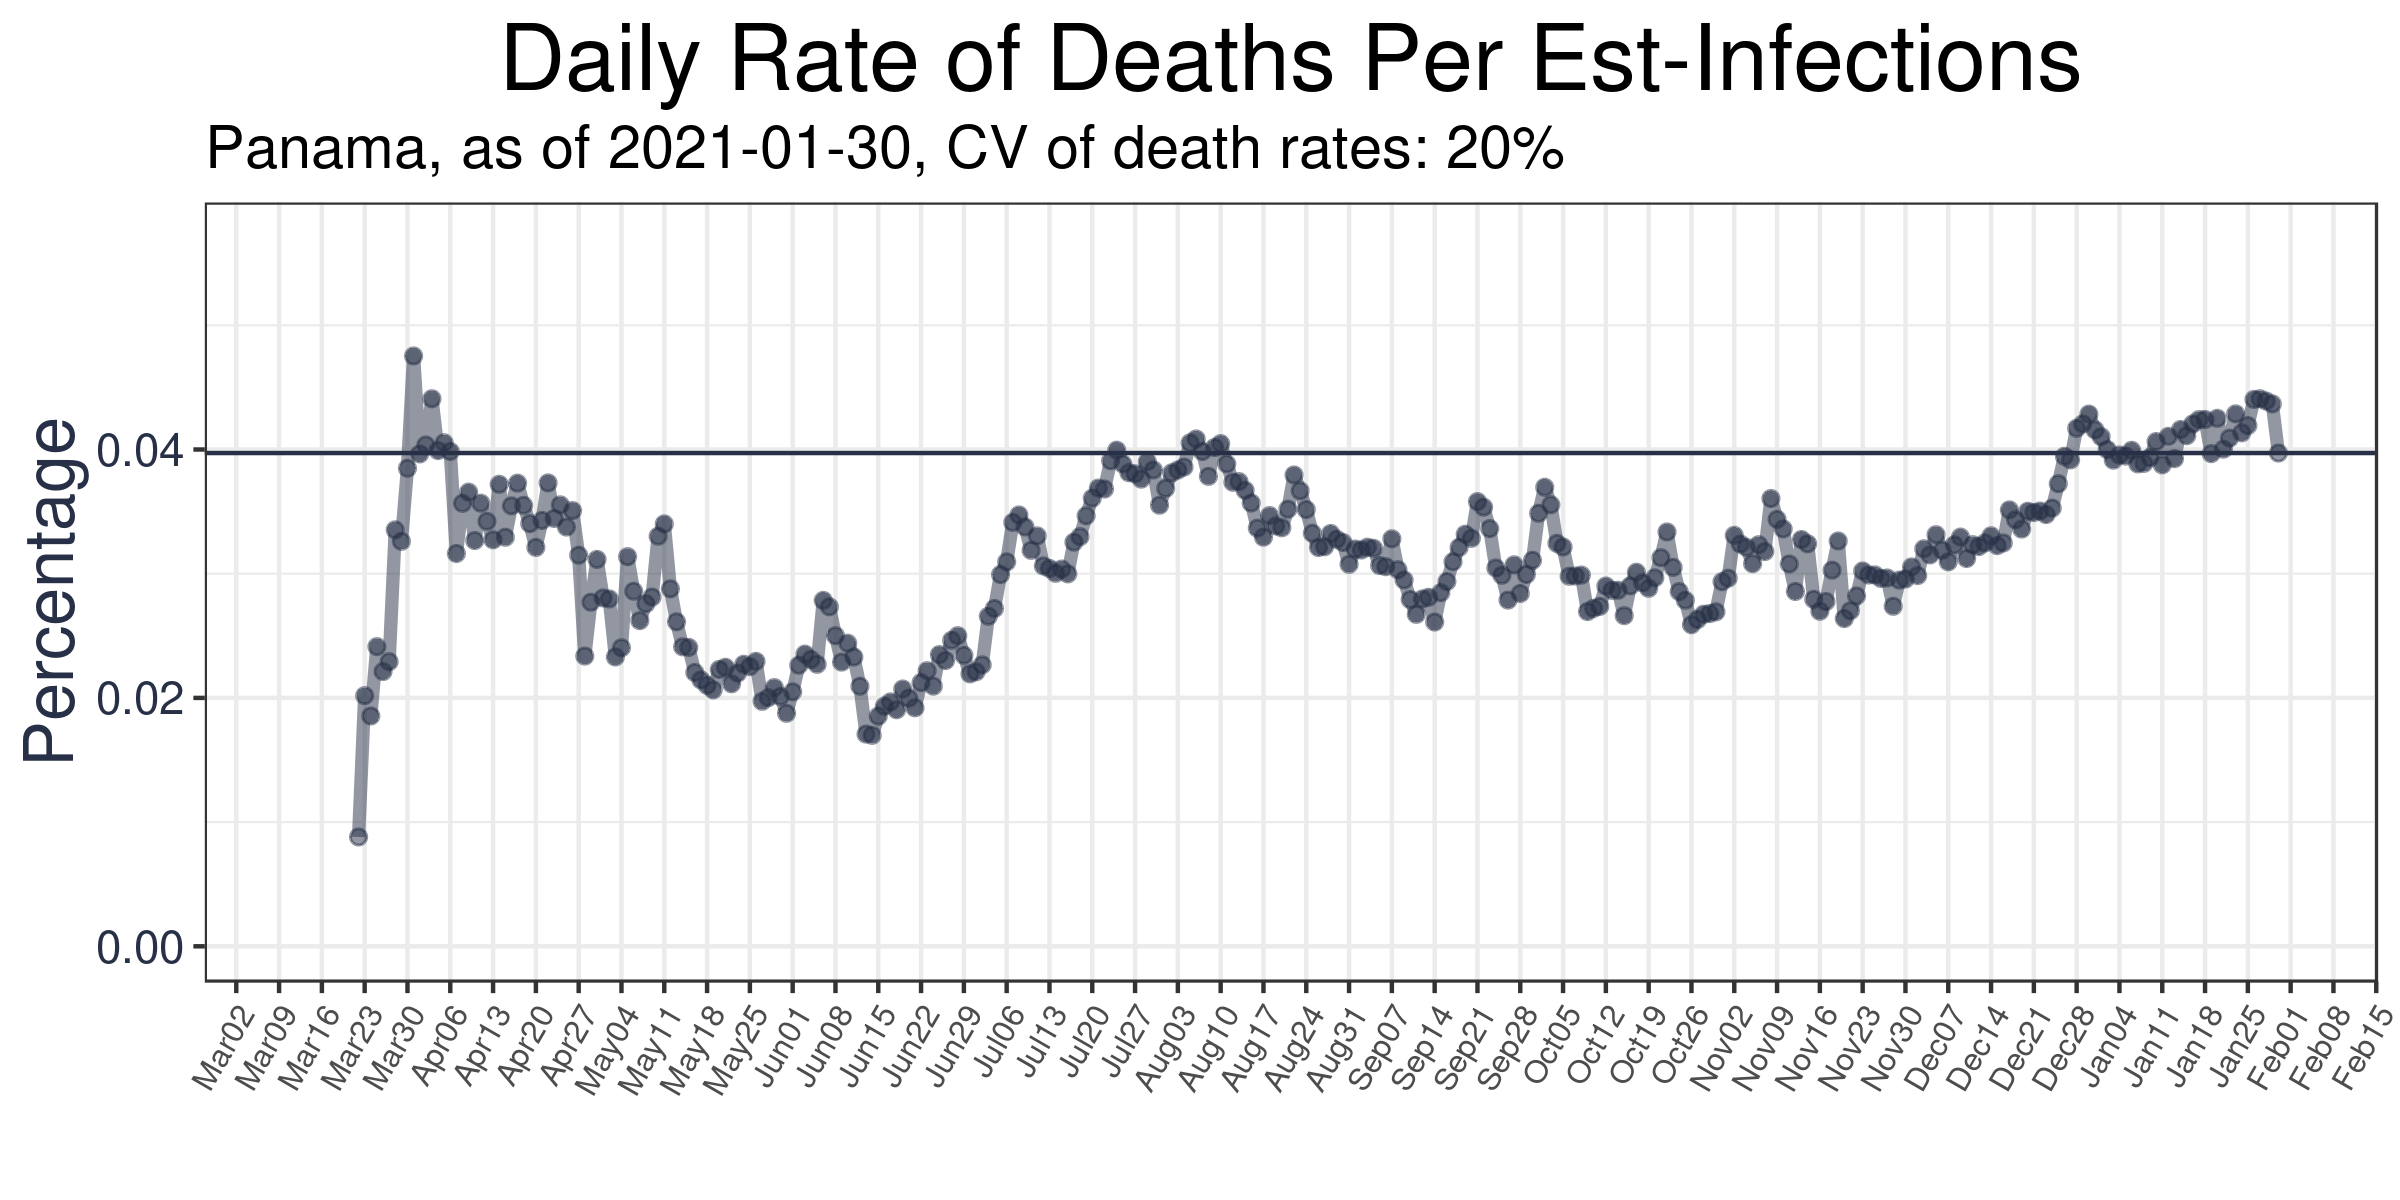 Daily Rate of Deaths Per Est-Infections
Panama, as of 2021-01-30, CV of death rates: 20%
Percentage
0.04
0.02
0.00
Mar02
Mar09
Mar16
Mar23
Mar30
Apr06
Apr13
Apr20
Apr27
May04
May11
May18
May25
Jun01
Jun08
Jun15
Jun22
Jun29
Jul06
Jul13
Jul20
Jul27
Aug03
Aug10
Aug17
Aug24
Aug31
Sep07
Sep14
Sep21
Sep28
Oct05
Oct12
Oct19
Oct26
Nov02
Nov09
Nov16
Nov23
Nov30
Dec07
Dec14
Dec21
Dec28
Jan04
Jan11
Jan18
Jan25
Feb01
Feb08
Feb15